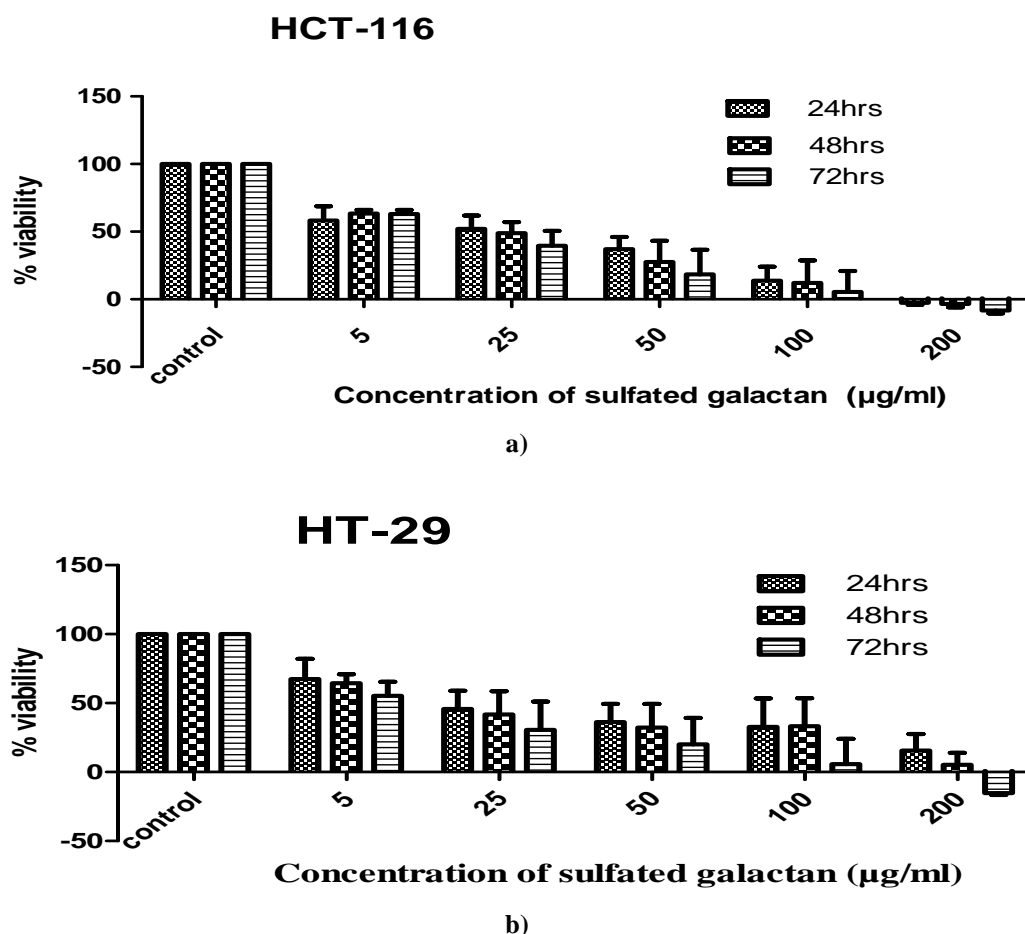 HCT-116
150
100
50
0
-50
% viability
24hrs
48hrs
72hrs
control 5 25 50 100 200
Concentration of sulfated galactan (µg/ml)
a)
HT-29
150
100
50
0
-50
% viability
24hrs
48hrs
72hrs
control 5 25 50 100 200
Concentration of sulfated galactan (µg/ml)
b)